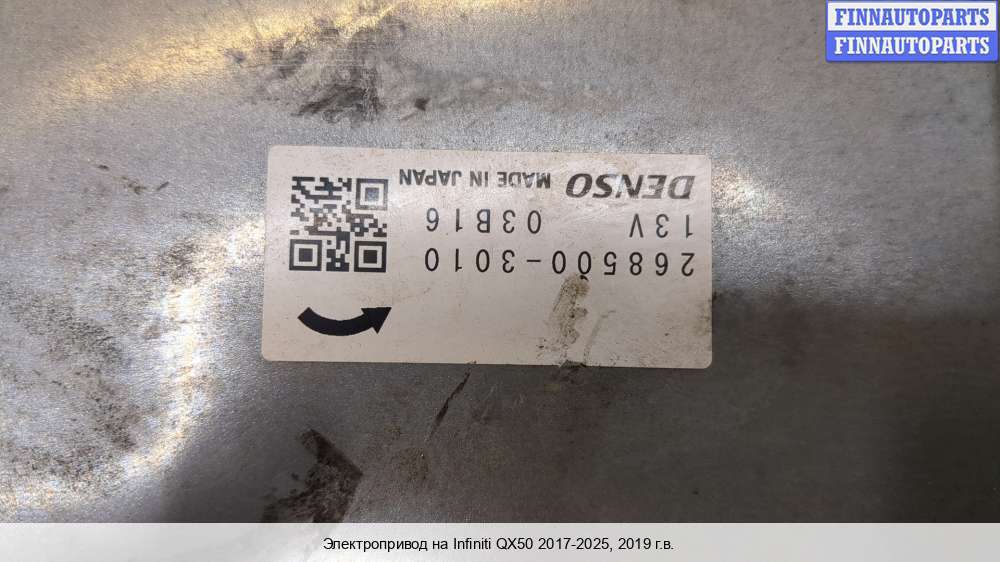 FINNAUTOPARTS
FINNAUTOPARTS
DENSO MADE IN JAPAN
13V 03B16
268500-3010
Электропривод на Infiniti QX50 2017-2025, 2019 г.в.